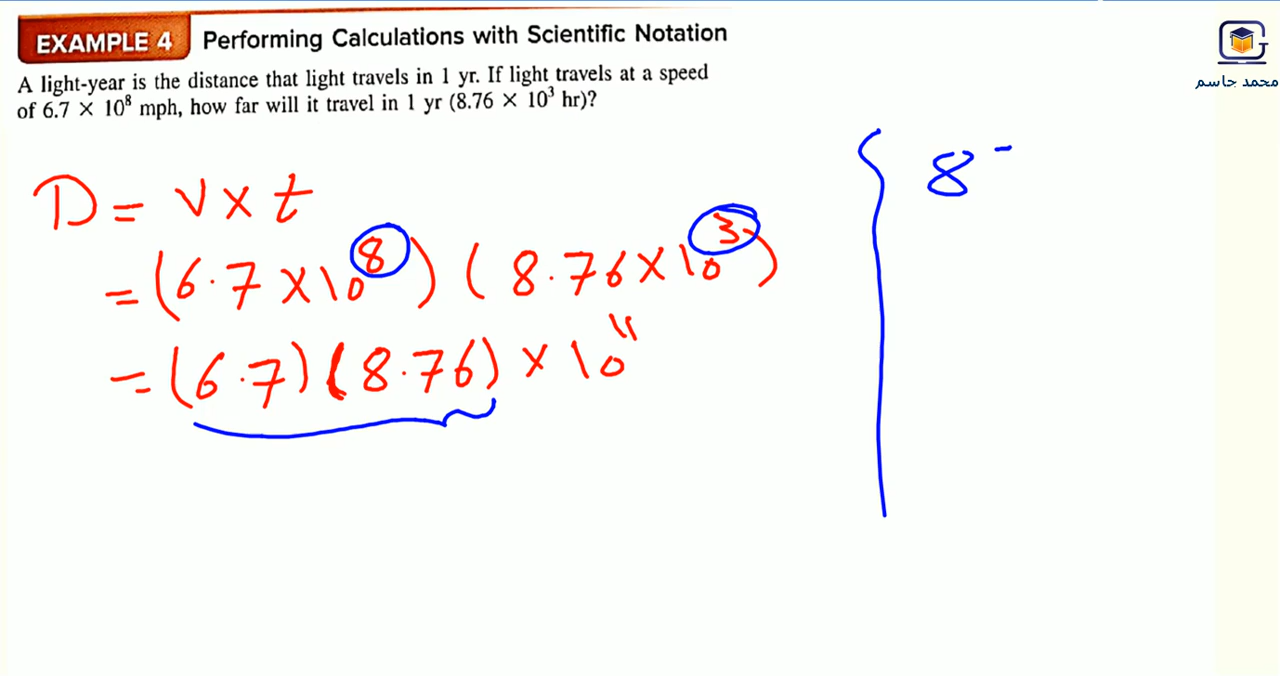 EXAMPLE 4 Performing Calculations with Scientific Notation
محمد جاسم
A light-year is the distance that light travels in 1 yr. If light travels at a speed
of 6.7 × 10⁸ mph, how far will it travel in 1 yr (8.76 × 10³ hr)?
D = V × t
= (6.7 × 10⁸) (8.76 × 10³)
= (6.7) (8.76) × 10¹¹
8 -